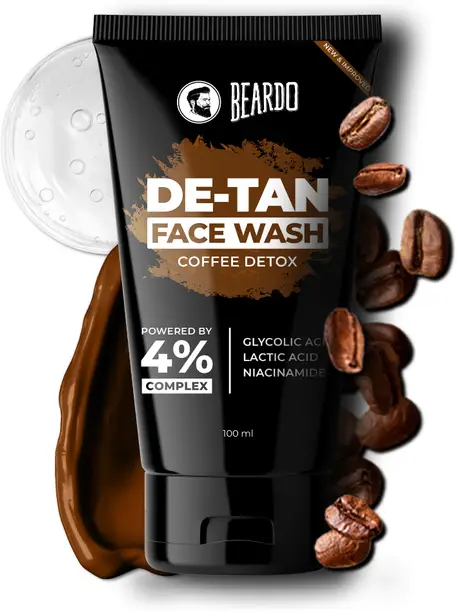 NEW & IMPROVED
BEARDO
DE-TAN
FACE WASH
COFFEE DETOX
POWERED BY
4%
COMPLEX
GLYCOLIC ACI
LACTIC ACID
NIACINAMIDE
100 ml